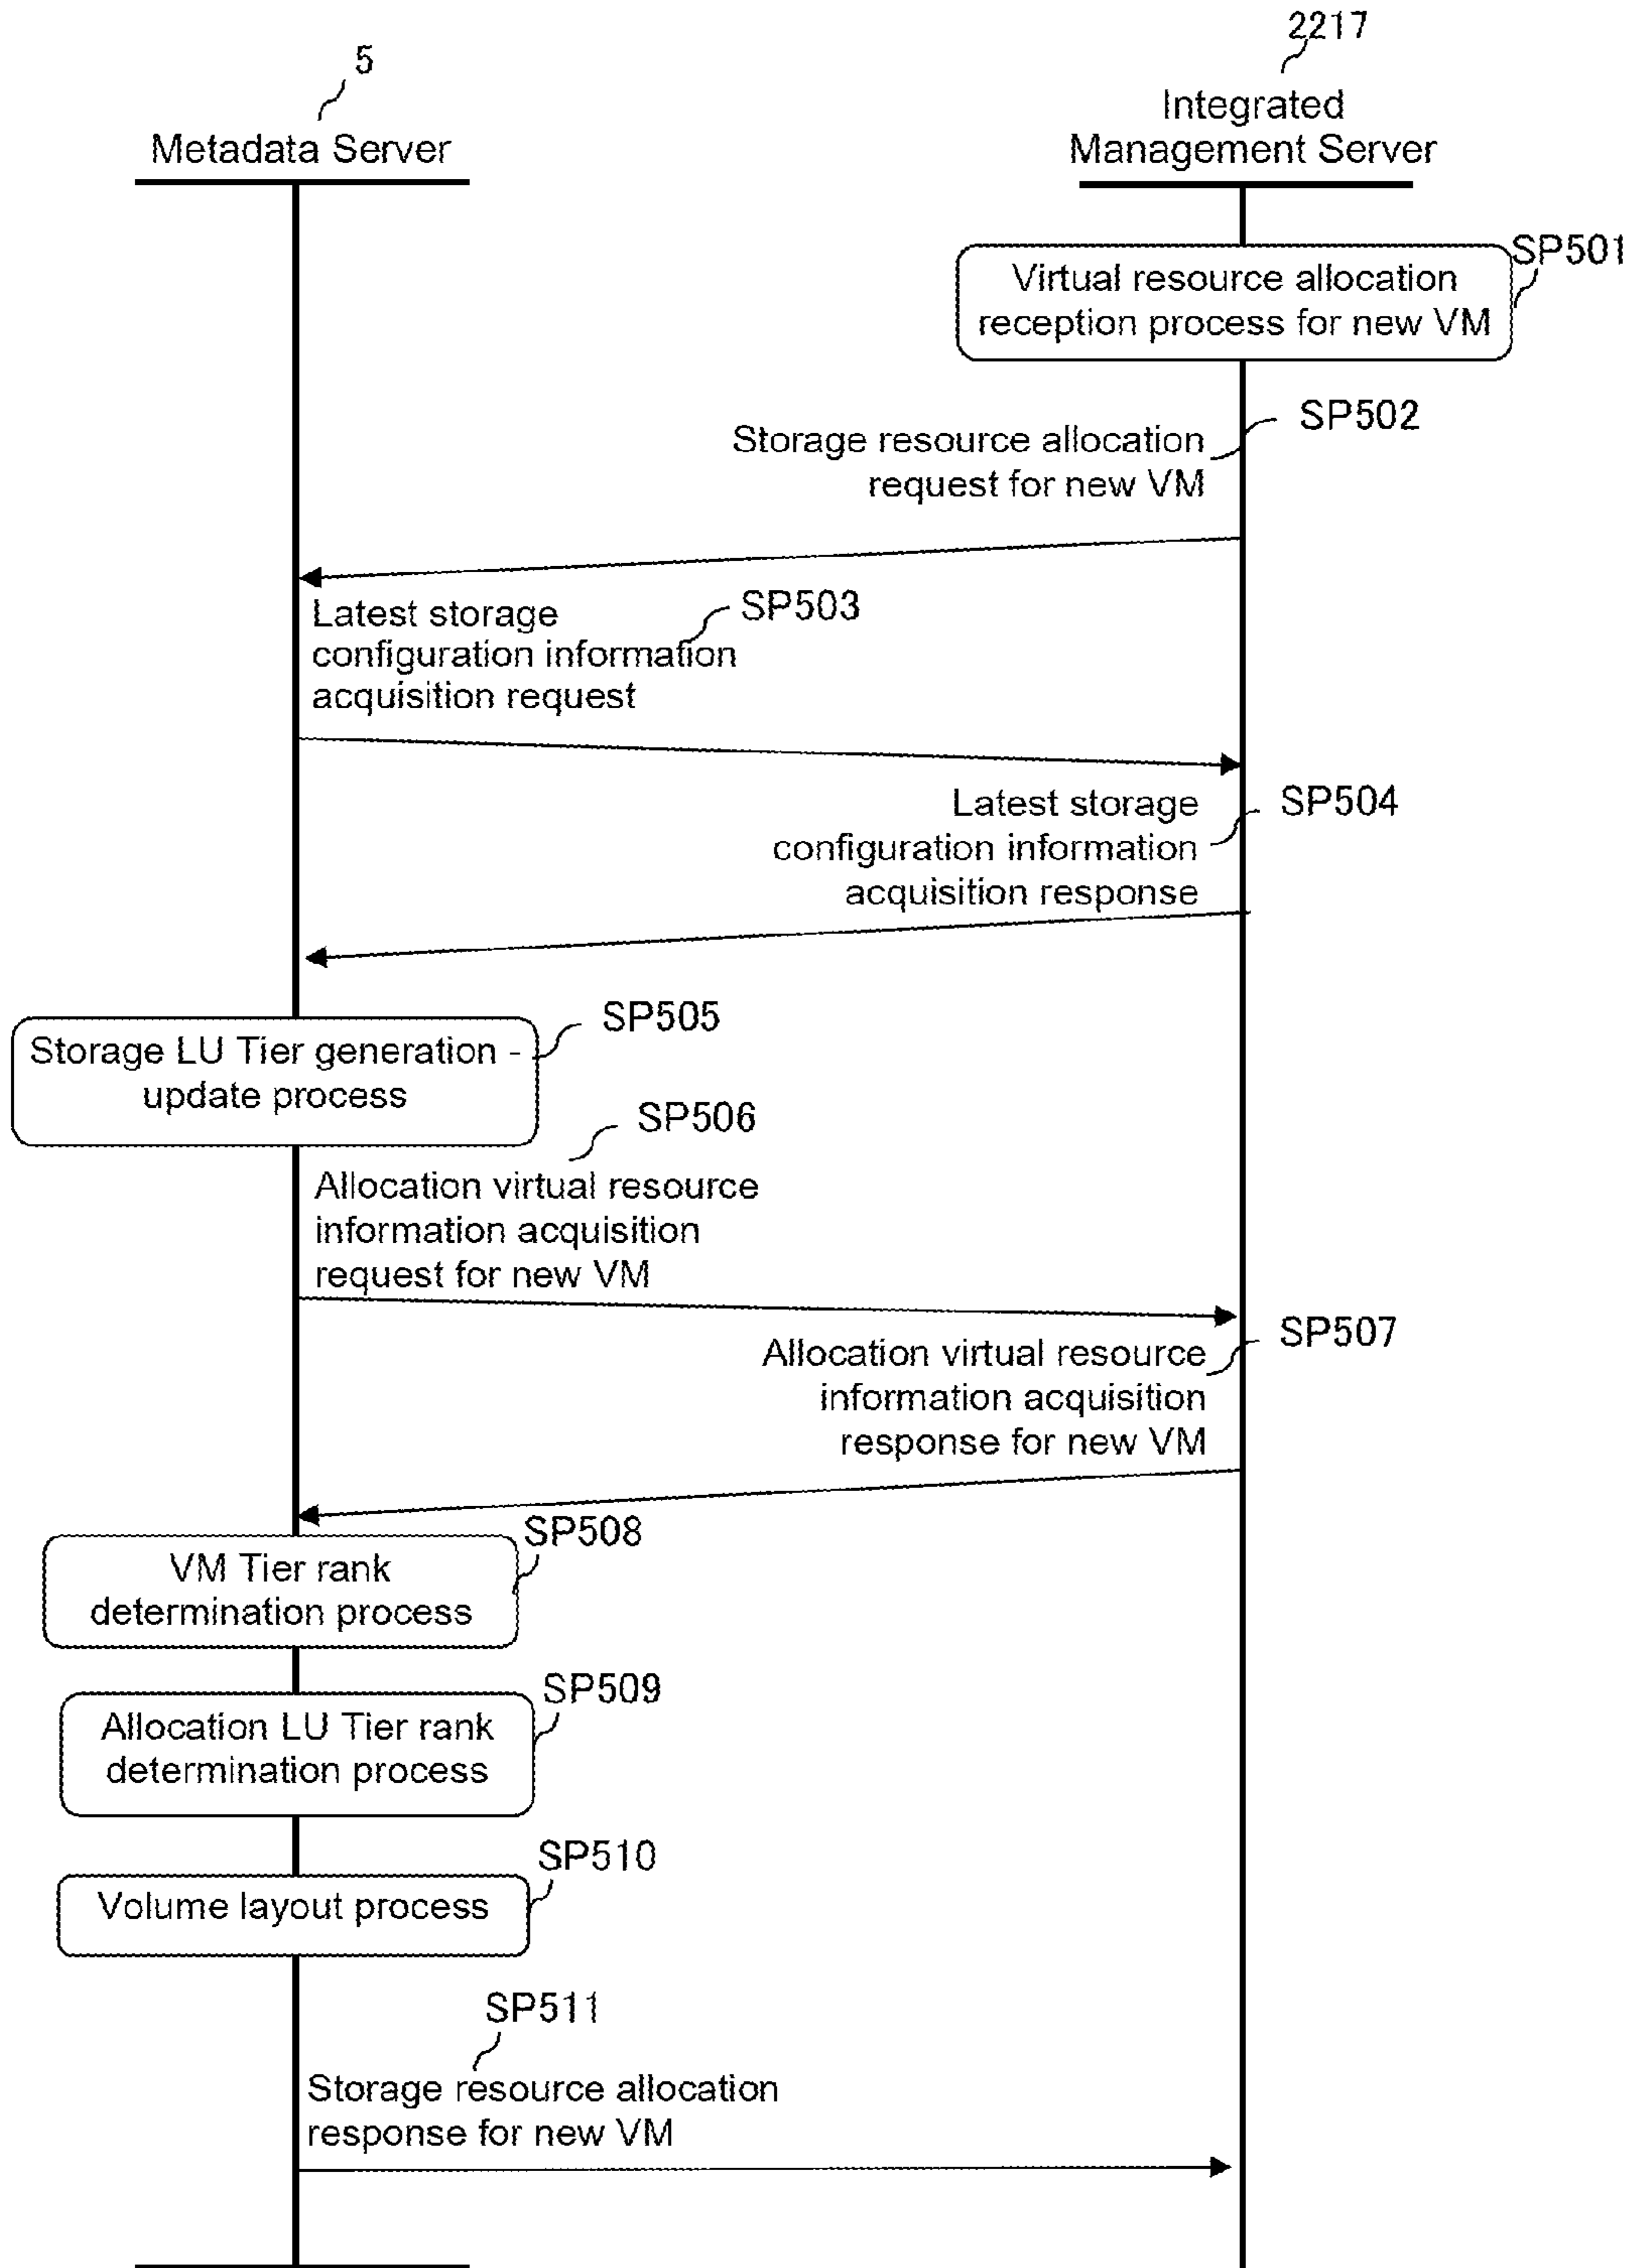 2217
5
Integrated
Management Server
Metadata Server
SP501
Virtual resource allocation
reception process for new VM
SP502
Storage resource allocation
request for new VM
SP503
Latest storage
configuration information
acquisition request
SP504
Latest storage
configuration information
acquisition response
SP505
Storage LU Tier generation -
update process
SP506
Allocation virtual resource
information acquisition
request for new VM
SP507
Allocation virtual resource
information acquisition
response for new VM
SP508
VM Tier rank
determination process
SP509
Allocation LU Tier rank
determination process
SP510
Volume layout process
SP511
Storage resource allocation
response for new VM